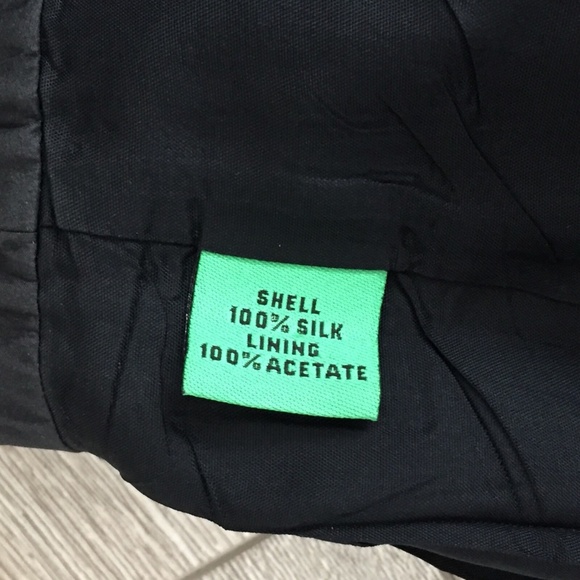 SHELL
100% SILK
LINING
100% ACETATE